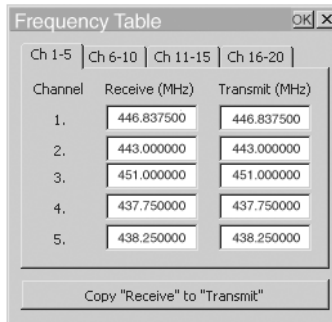 Frequency Table OK X
Ch 1-5 Ch 6-10 Ch 11-15 Ch 16-20
Channel Receive (MHz) Transmit (MHz)
1. 446.837500 446.837500
2. 443.000000 443.000000
3. 451.000000 451.000000
4. 437.750000 437.750000
5. 438.250000 438.250000
Copy "Receive" to "Transmit"